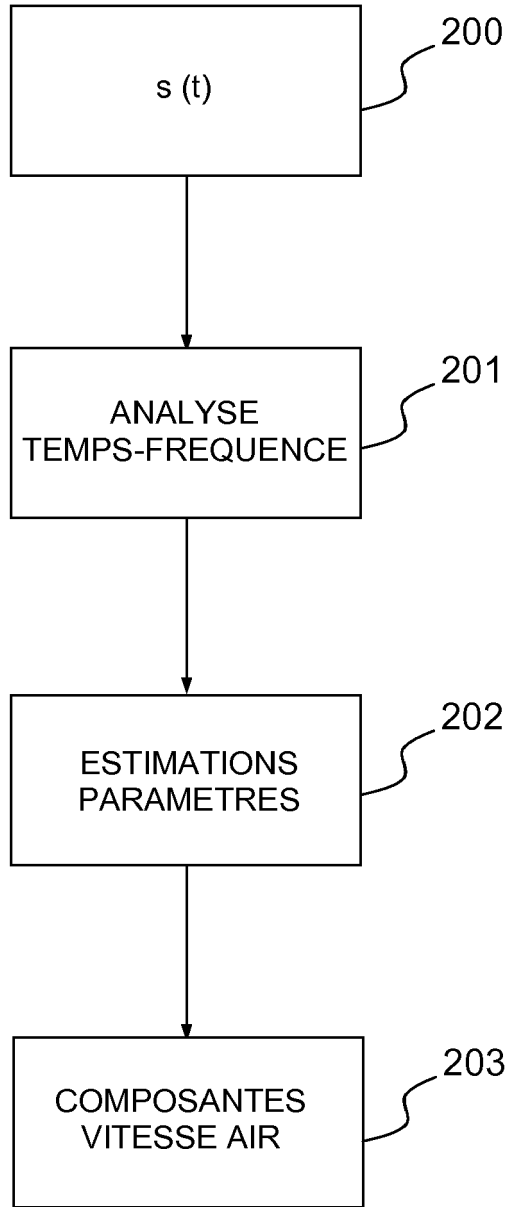 200
s (t)
201
ANALYSE
TEMPS-FREQUENCE
202
ESTIMATIONS
PARAMETRES
203
COMPOSANTES
VITESSE AIR